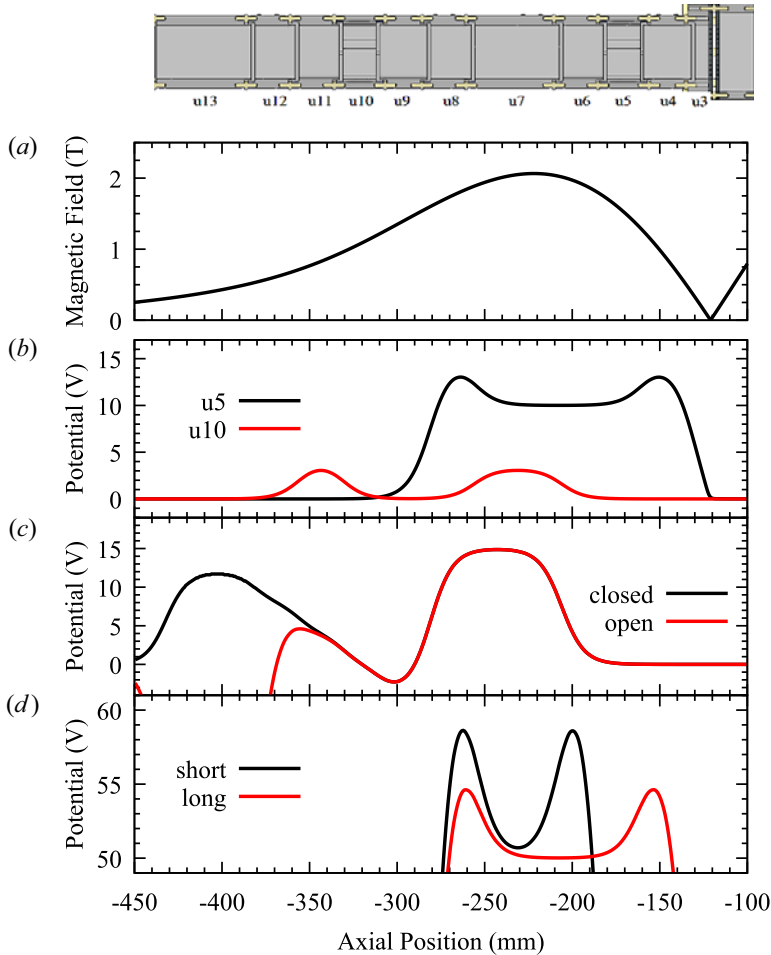 u13 u12 u11 u10 u9 u8 u7 u6 u5 u4 u3
(a)
Magnetic Field (T)
2
1
0
(b)
Potential (V)
15
10
5
0
u5
u10
(c)
Potential (V)
15
10
5
0
closed
open
(d)
Potential (V)
60
55
50
short
long
-450 -400 -350 -300 -250 -200 -150 -100
Axial Position (mm)